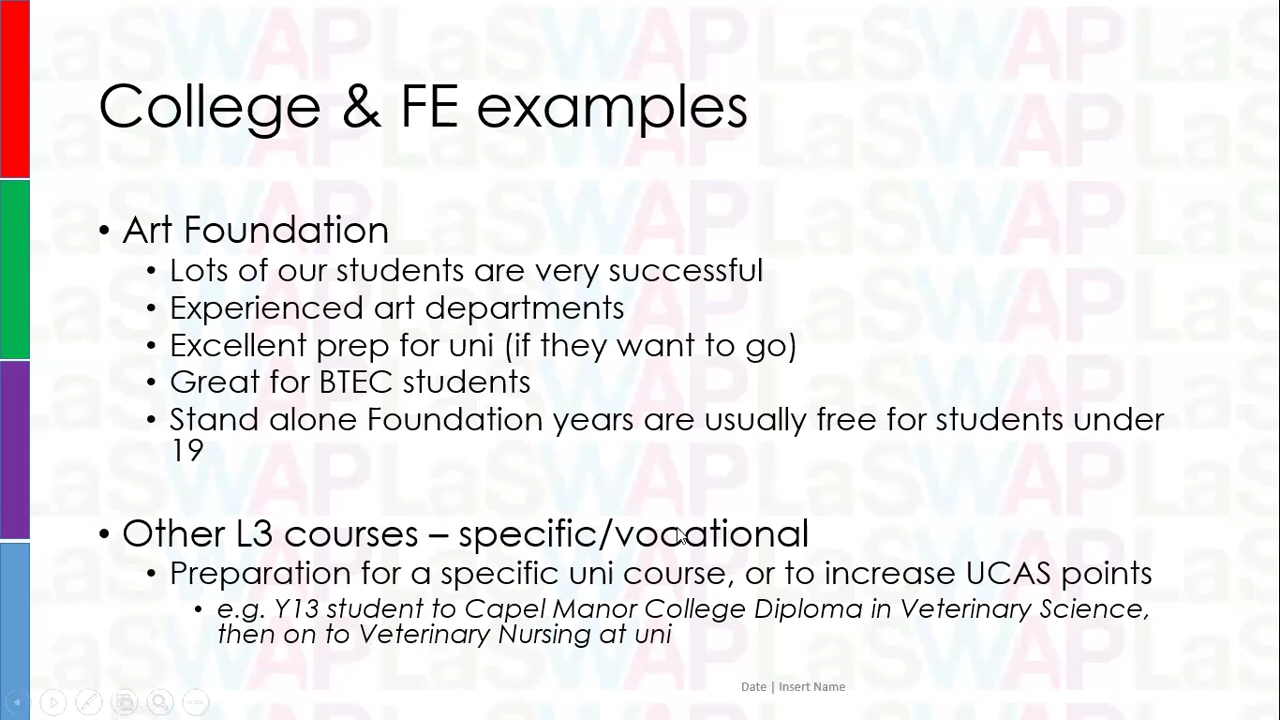 College & FE examples
• Art Foundation
• Lots of our students are very successful
• Experienced art departments
• Excellent prep for uni (if they want to go)
• Great for BTEC students
• Stand alone Foundation years are usually free for students under
19
• Other L3 courses – specific/vocational
• Preparation for a specific uni course, or to increase UCAS points
• e.g. Y13 student to Capel Manor College Diploma in Veterinary Science,
then on to Veterinary Nursing at uni
Date | Insert Name